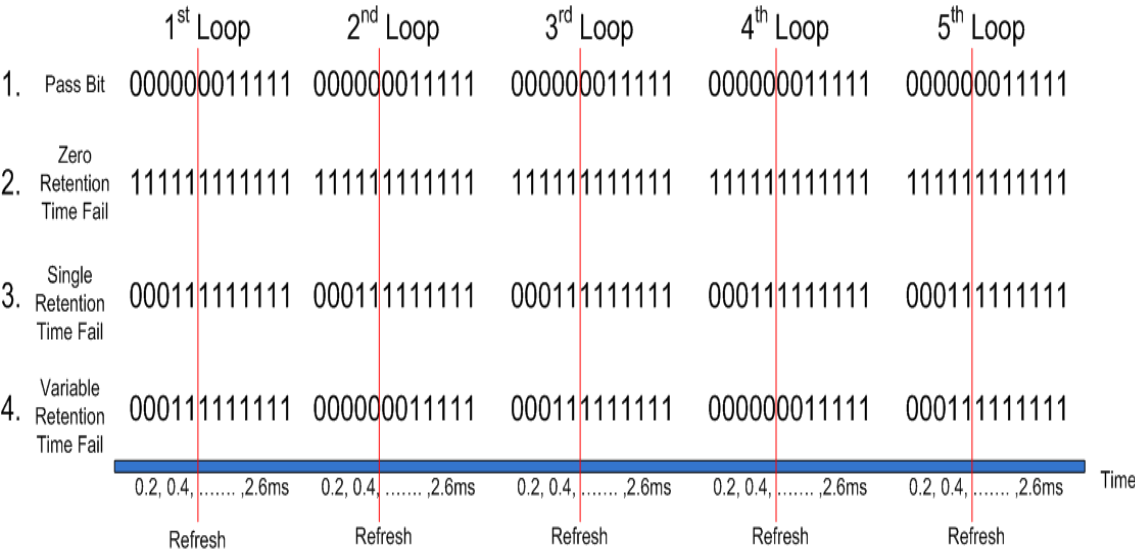 1st Loop 2nd Loop 3rd Loop 4th Loop 5th Loop
1. Pass Bit 000000011111 000000011111 000000011111 000000011111 000000011111
Zero
2. Retention 111111111111 111111111111 111111111111 111111111111 111111111111
Time Fail
Single
3. Retention 000111111111 000111111111 000111111111 000111111111 000111111111
Time Fail
Variable
4. Retention 000111111111 000000011111 000111111111 000000011111 000111111111
Time Fail
0.2, 0.4, ....... ,2.6ms 0.2, 0.4, ....... ,2.6ms 0.2, 0.4, ....... ,2.6ms 0.2, 0.4, ....... ,2.6ms 0.2, 0.4, ....... ,2.6ms Time
Refresh Refresh Refresh Refresh Refresh